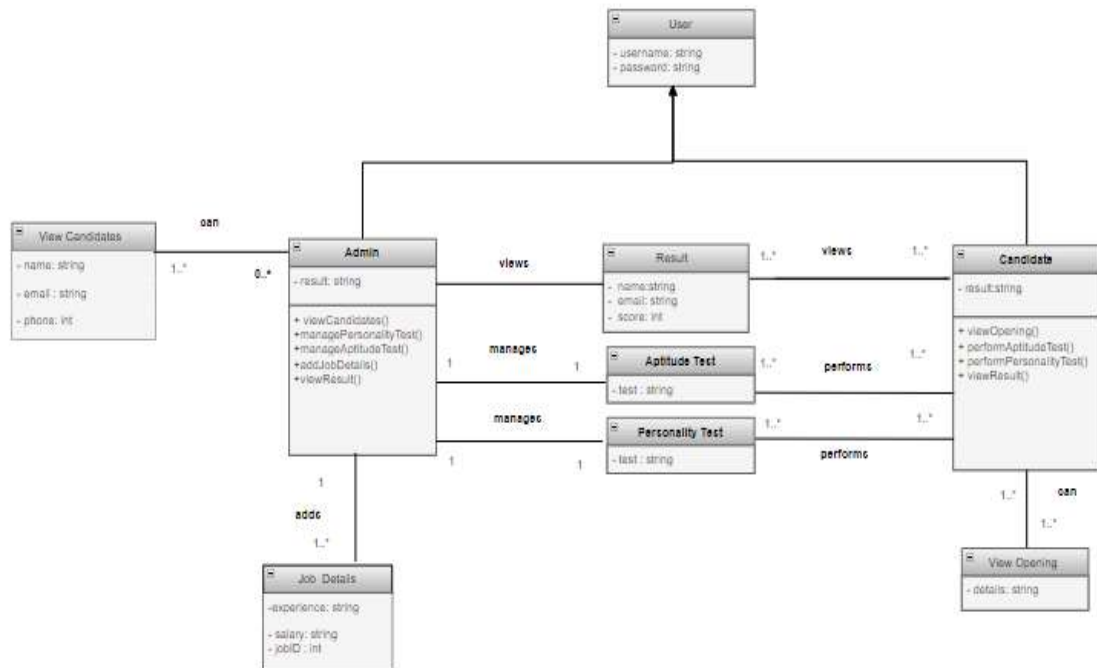 User
- username: string
- password: string
can
View Candidates
- name: string
- email : string
- phone: int
1..*
0..*
Admin
- result: string
+ viewCandidates()
+managePersonalityTest()
+manageAptitudeTest()
+addJobDetails()
+viewResult()
views
Result
- name:string
- email: string
- score: int
1..*
views
1..*
Candidate
- result:string
+ viewOpening()
+ performAptitudeTest()
+ performPersonalityTest()
+ viewResult()
manages
1
1
Aptitude Test
- test : string
1..*
performs
1..*
manages
1
1
Personality Test
- test : string
1..*
performs
1..*
1
adds
1..*
Job Details
-experience: string
- salary: string
- jobID : int
1..*
can
1..*
View Opening
- details: string